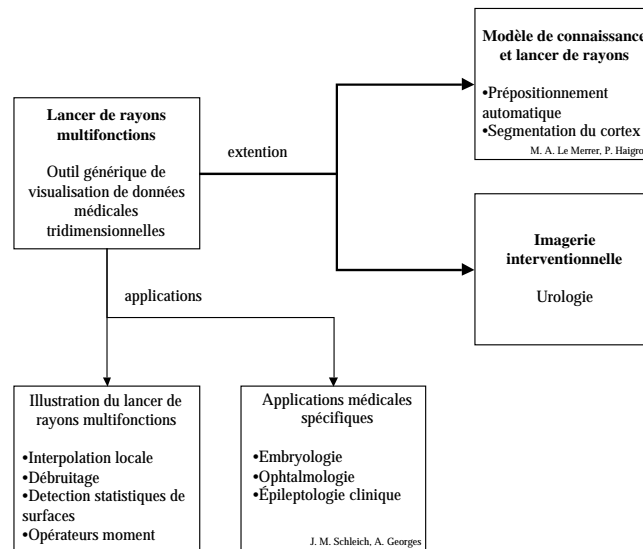 Modèle de connaissance
et lancer de rayons
•Prépositionnement
automatique
•Segmentation du cortex
M. A. Le Merrer, P. Haigro
Lancer de rayons
multifonctions
Outil générique de
visualisation de données
médicales
tridimensionnelles
extention
Imagerie
interventionnelle
Urologie
applications
Illustration du lancer de
rayons multifonctions
•Interpolation locale
•Débruitage
•Detection statistiques de
surfaces
•Opérateurs moment
Applications médicales
spécifiques
•Embryologie
•Ophtalmologie
•Épileptologie clinique
J. M. Schleich, A. Georges